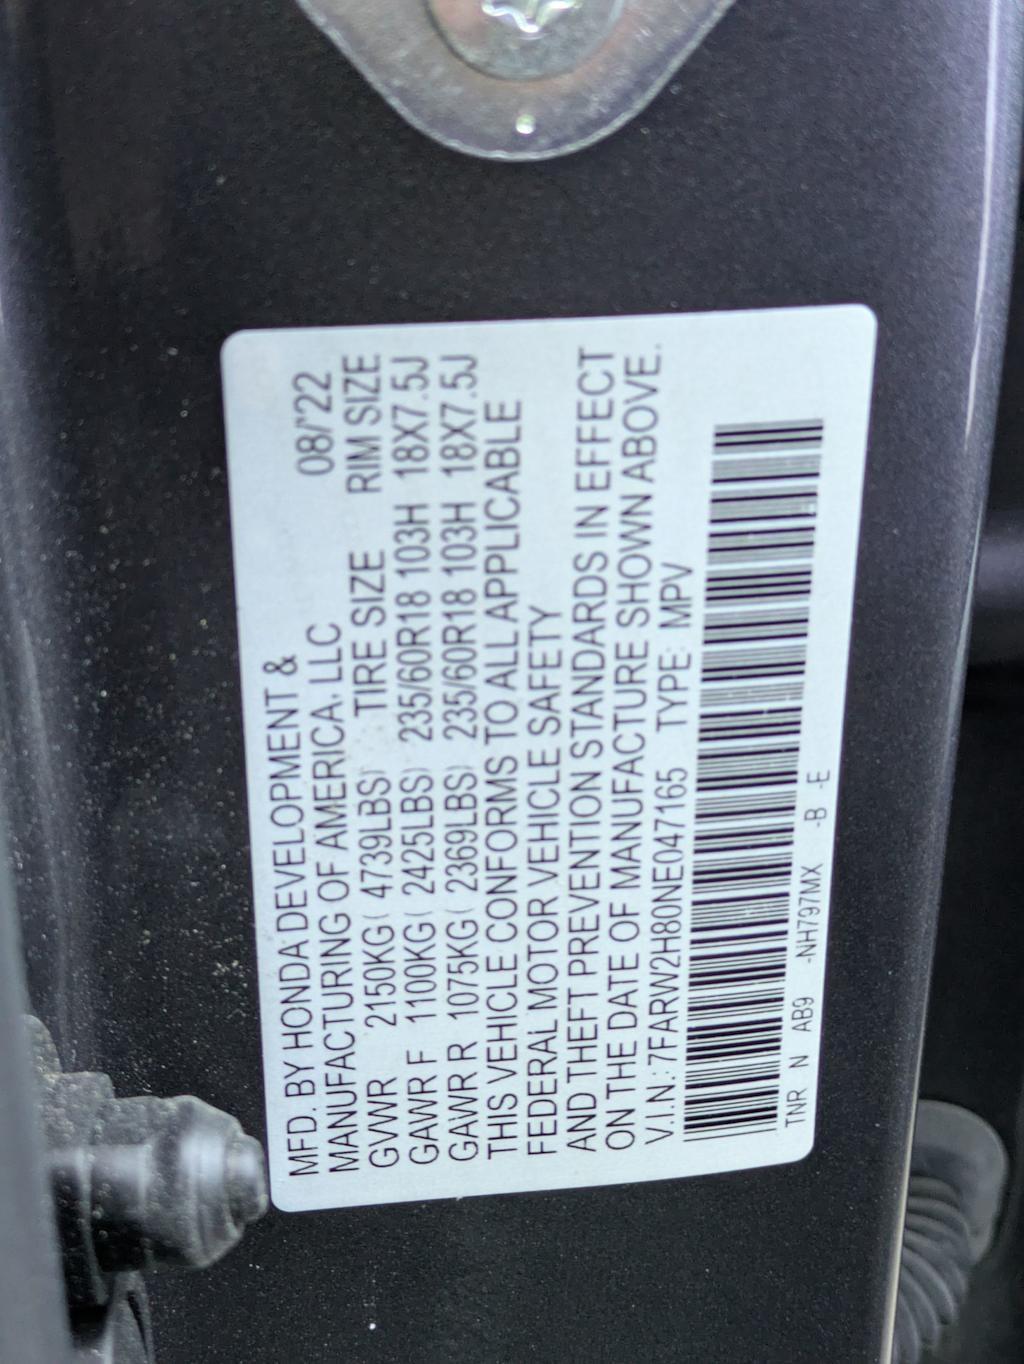 MFD. BY HONDA DEVELOPMENT &
MANUFACTURING OF AMERICA, LLC 08/'22
GVWR 2150KG( 4739LBS) TIRE SIZE RIM SIZE
GAWR F 1100KG( 2425LBS) 235/60R18 103H 18X7.5J
GAWR R 1075KG( 2369LBS) 235/60R18 103H 18X7.5J
THIS VEHICLE CONFORMS TO ALL APPLICABLE
FEDERAL MOTOR VEHICLE SAFETY
AND THEFT PREVENTION STANDARDS IN EFFECT
ON THE DATE OF MANUFACTURE SHOWN ABOVE.
V.I.N.: 7FARW2H80NE047165 TYPE: MPV
TNR N AB9 -NH797MX -B -E